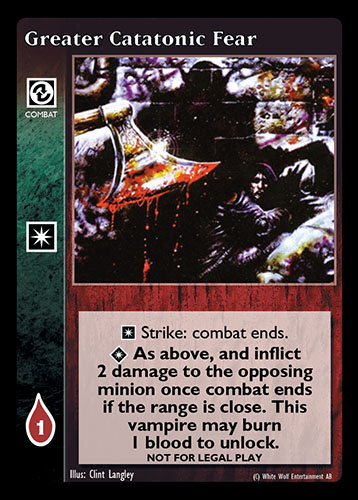 Greater Catatonic Fear
COMBAT
Strike: combat ends.
As above, and inflict
2 damage to the opposing
minion once combat ends
if the range is close. This
vampire may burn
1 blood to unlock.
NOT FOR LEGAL PLAY
1
Illus: Clint Langley
(C) White Wolf Entertainment AB